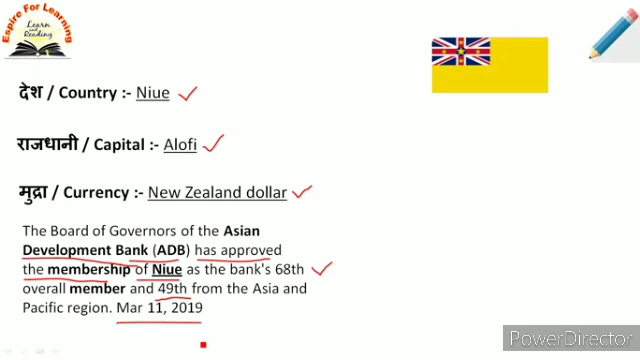 Espire For Learning
Learn
and
Reading
देश / Country :- Niue
राजधानी / Capital :- Alofi
मुद्रा / Currency :- New Zealand dollar
The Board of Governors of the Asian
Development Bank (ADB) has approved
the membership of Niue as the bank's 68th
overall member and 49th from the Asia and
Pacific region. Mar 11, 2019
PowerDirector